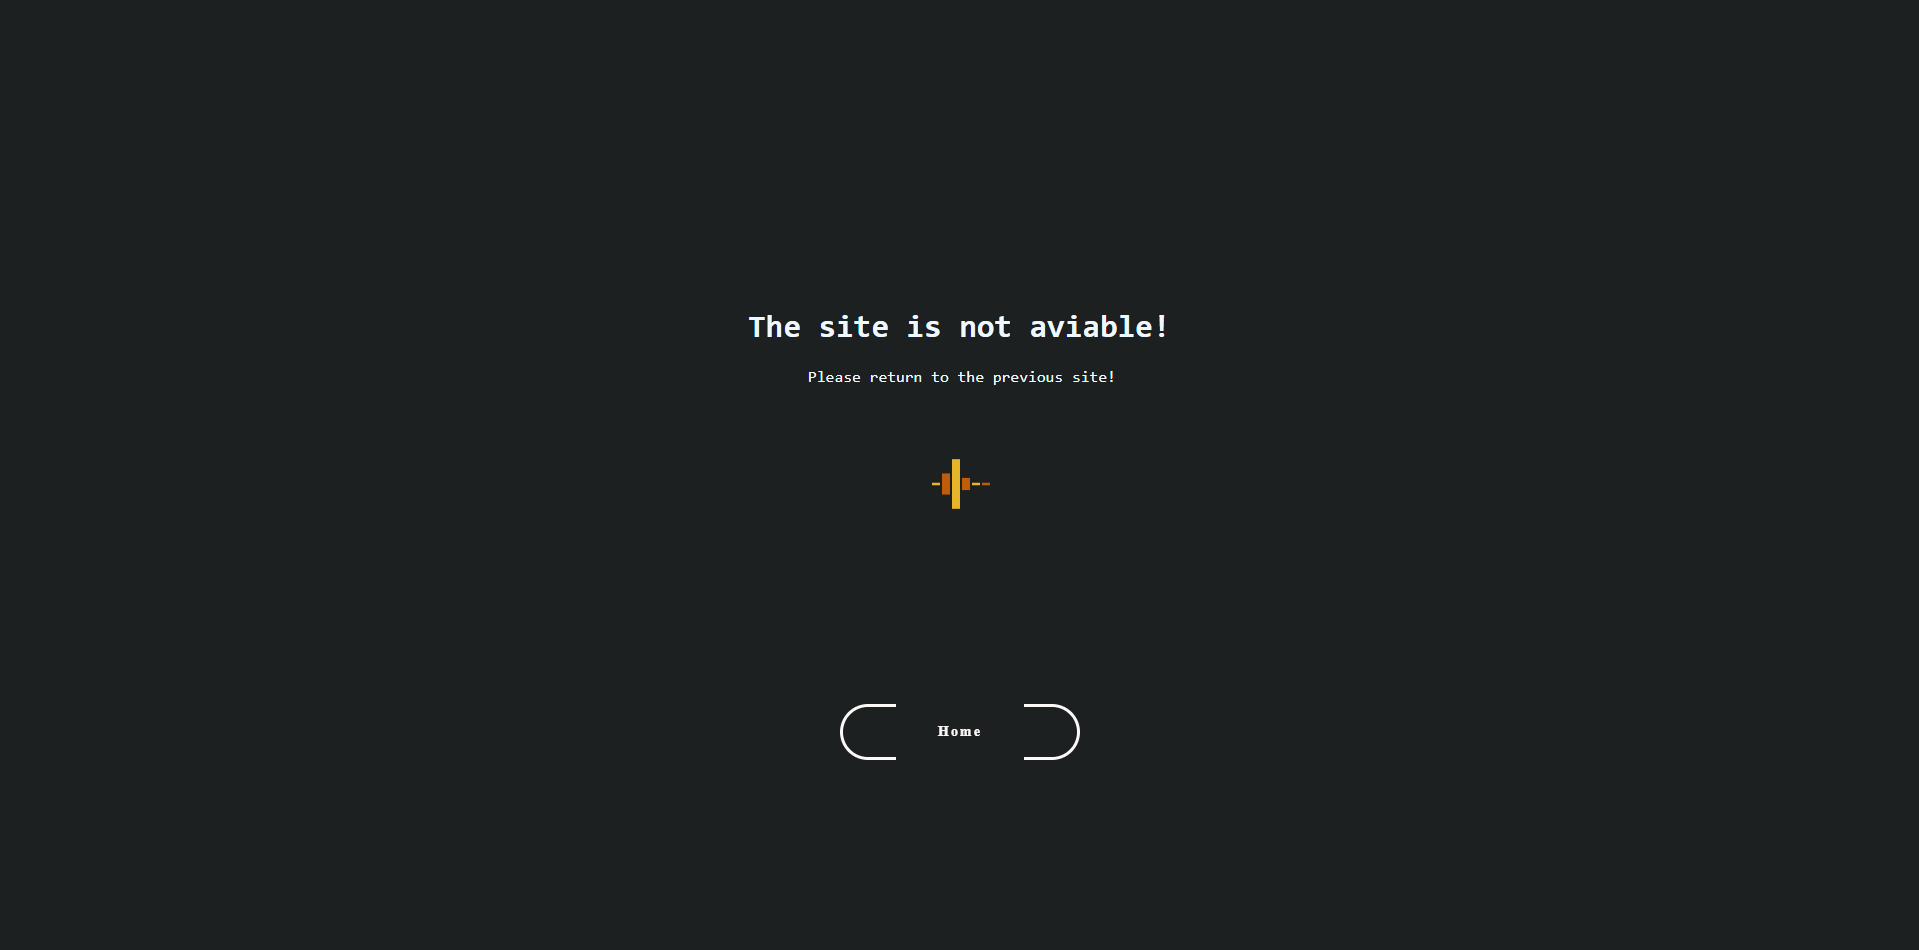 The site is not aviable!
Please return to the previous site!
Home